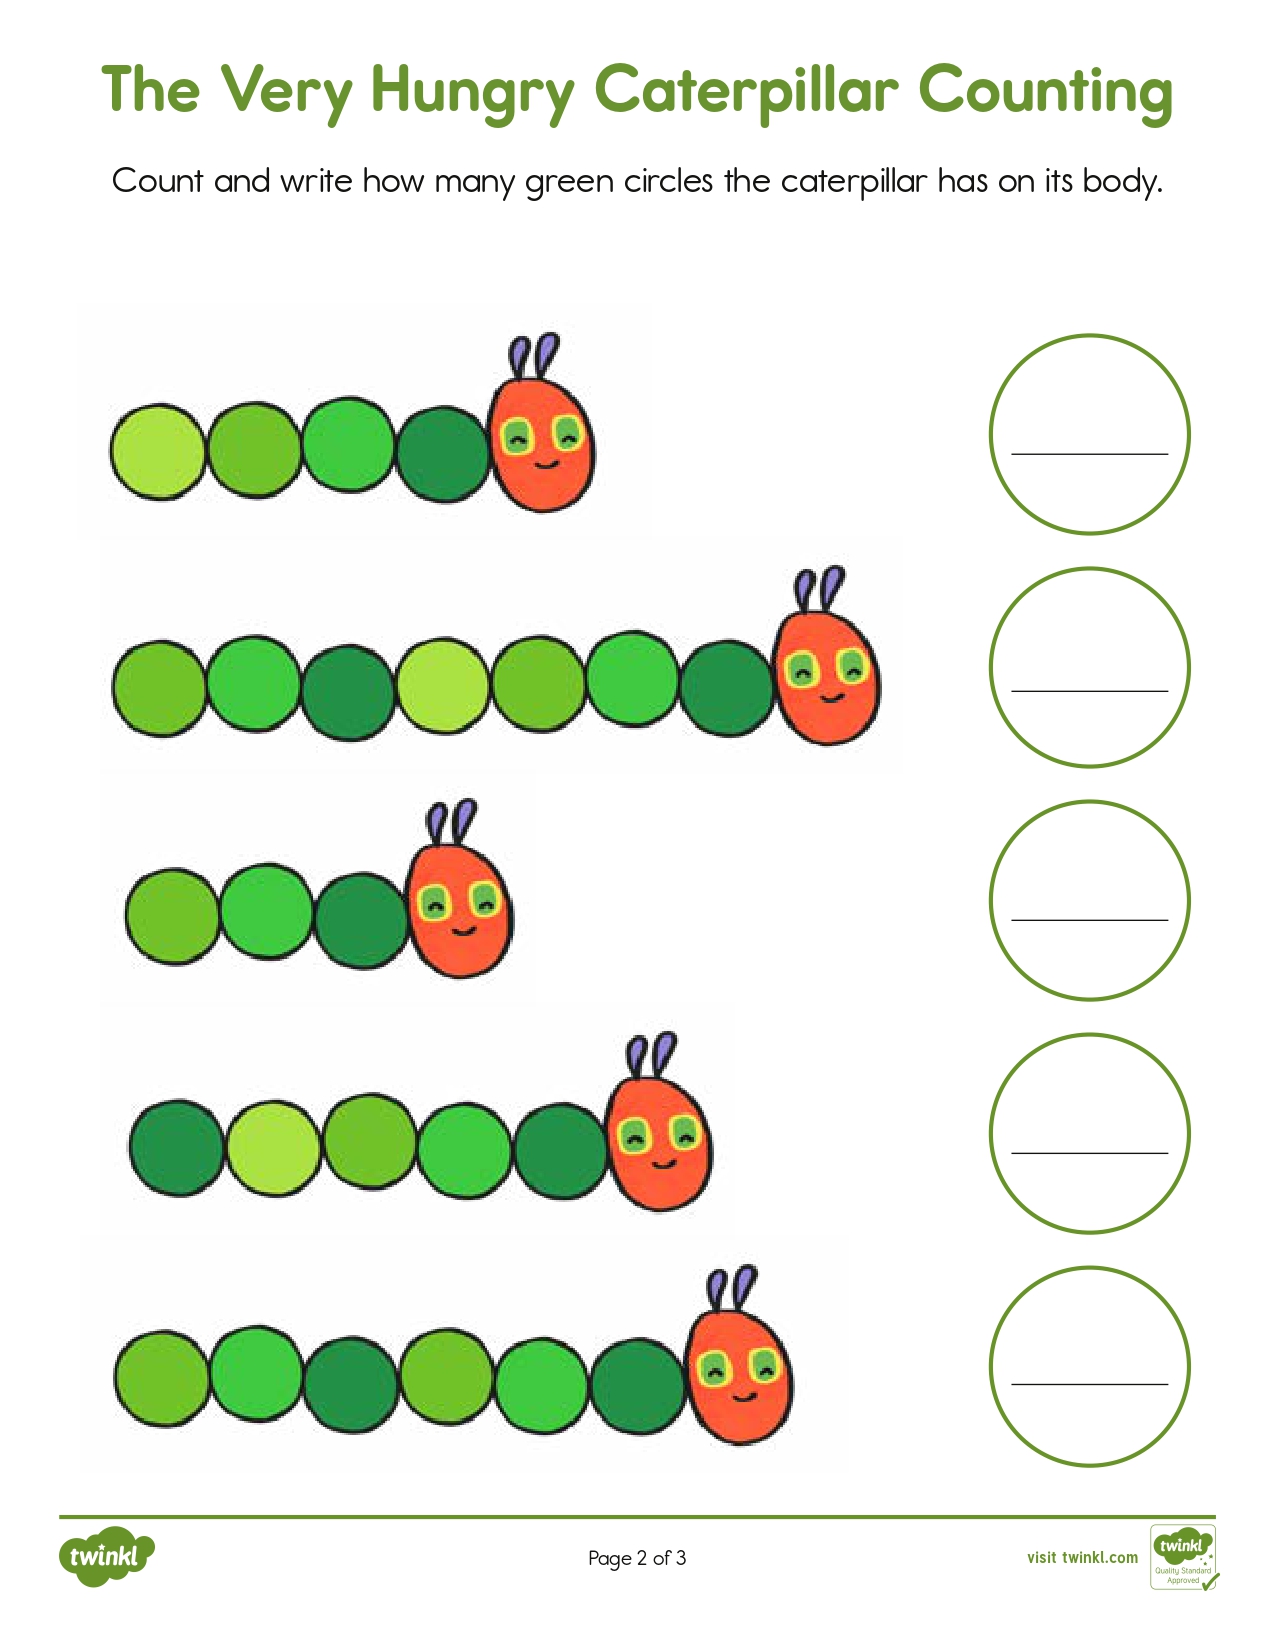 The Very Hungry Caterpillar Counting
Count and write how many green circles the caterpillar has on its body.
twinkl
Page 2 of 3
visit twinkl.com
twinkl
Quality Standard
Approved